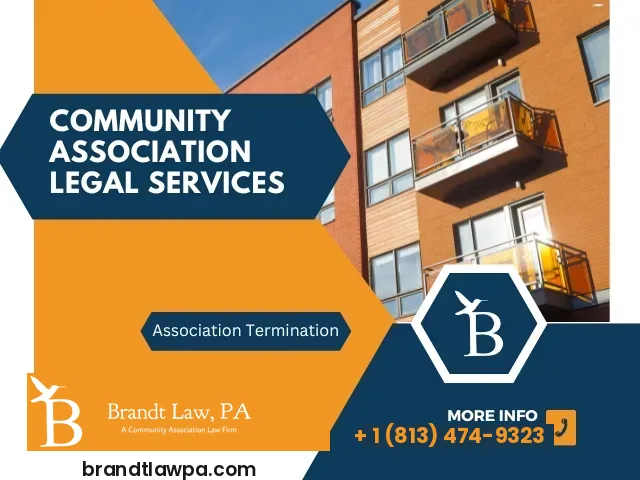 COMMUNITY
ASSOCIATION
LEGAL SERVICES
Association Termination
B
B
Brandt Law, PA
A Community Association Law Firm
MORE INFO
+ 1 (813) 474-9323
brandtlawpa.com